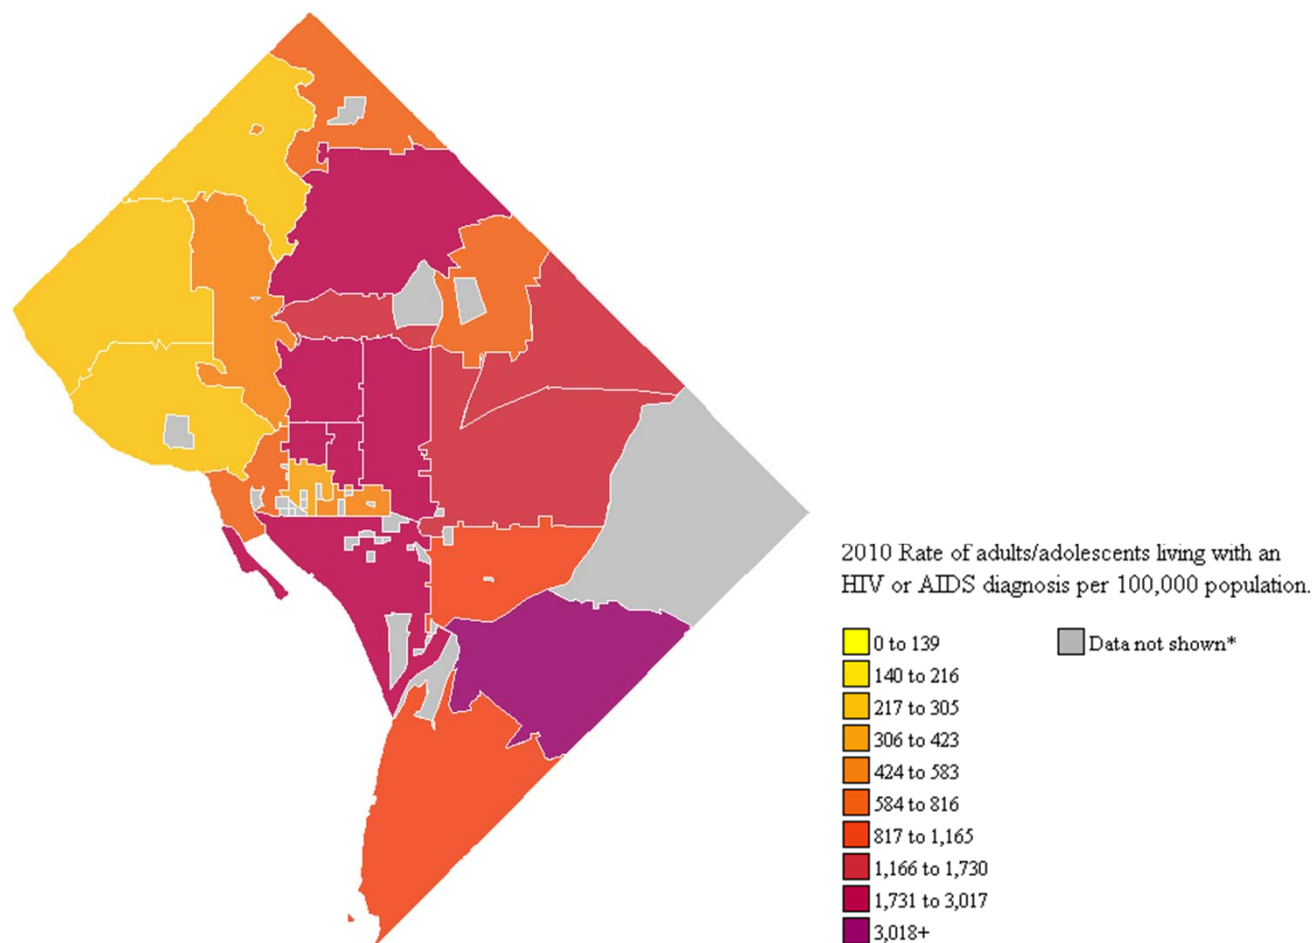 2010 Rate of adults/adolescents living with an
HIV or AIDS diagnosis per 100,000 population.
0 to 139
Data not shown*
140 to 216
217 to 305
306 to 423
424 to 583
584 to 816
817 to 1,165
1,166 to 1,730
1,731 to 3,017
3,018+